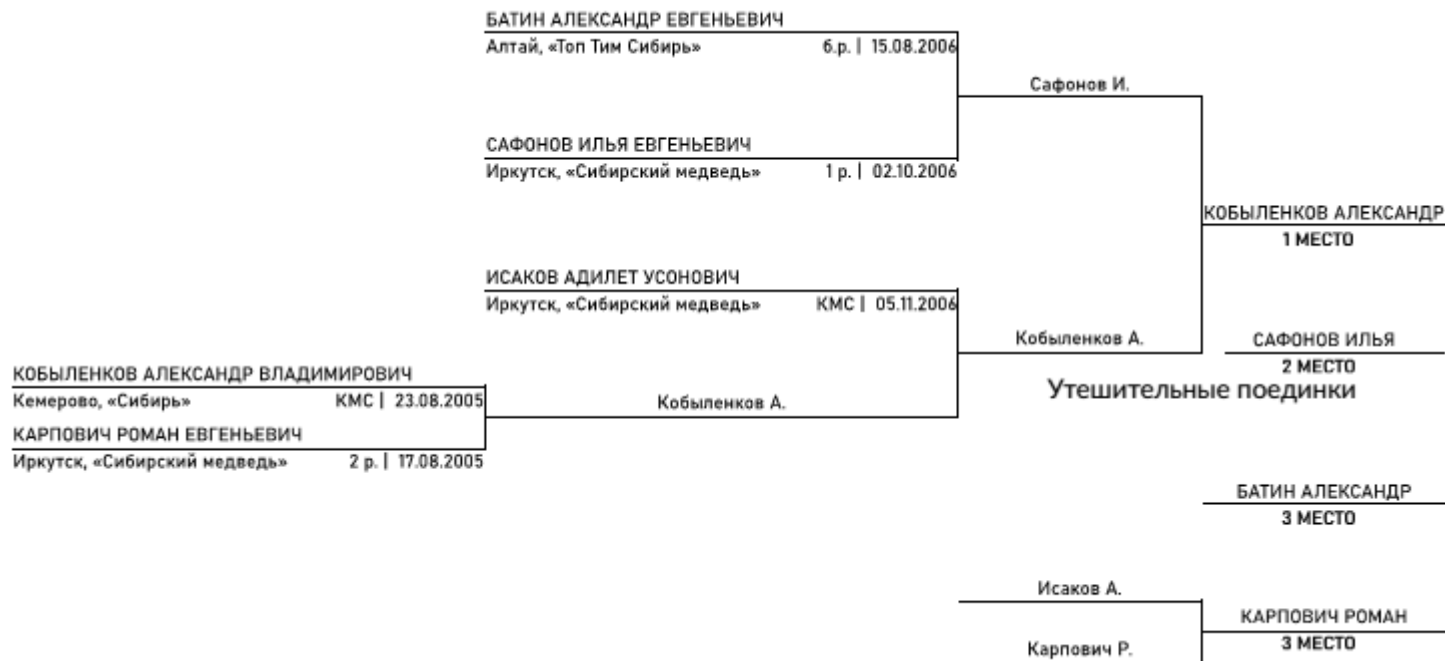 БАТИН АЛЕКСАНДР ЕВГЕНЬЕВИЧ
Алтай, «Топ Тим Сибирь» б.р. | 15.08.2006
Сафонов И.
САФОНОВ ИЛЬЯ ЕВГЕНЬЕВИЧ
Иркутск, «Сибирский медведь» 1 р. | 02.10.2006
КОБЫЛЕНКОВ АЛЕКСАНДР
1 МЕСТО
ИСАКОВ АДИЛЕТ УСОНОВИЧ
Иркутск, «Сибирский медведь» КМС | 05.11.2006
Кобыленков А.
САФОНОВ ИЛЬЯ
2 МЕСТО
КОБЫЛЕНКОВ АЛЕКСАНДР ВЛАДИМИРОВИЧ
Кемерово, «Сибирь» КМС | 23.08.2005
Кобыленков А.
КАРПОВИЧ РОМАН ЕВГЕНЬЕВИЧ
Иркутск, «Сибирский медведь» 2 р. | 17.08.2005
Утешительные поединки
БАТИН АЛЕКСАНДР
3 МЕСТО
Исаков А.
КАРПОВИЧ РОМАН
3 МЕСТО
Карпович Р.